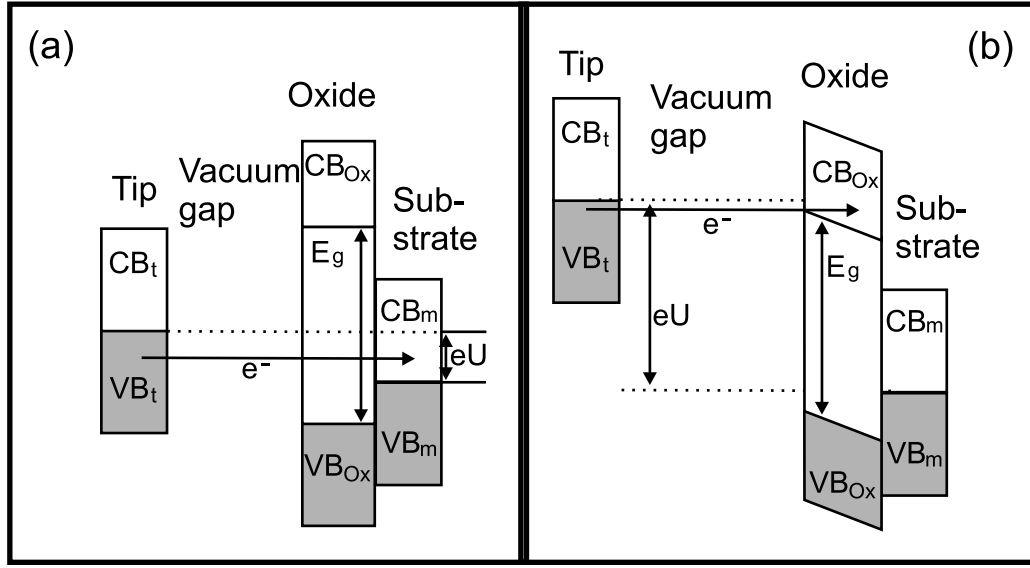 (a)
Oxide
Tip
Vacuum
gap
Sub-
strate
CBOx
CBt
Eg
CBm
eU
e-
VBt
VBm
VBOx
(b)
Tip
Vacuum
gap
Oxide
CBt
CBOx
Sub-
strate
e-
VBt
Eg
eU
CBm
VBm
VBOx